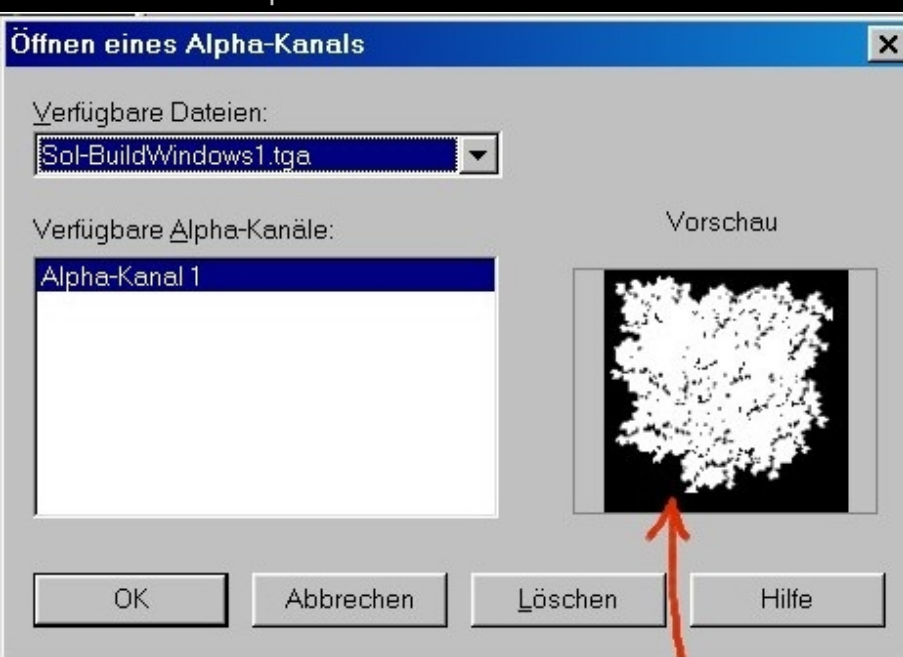 Öffnen eines Alpha-Kanals
Verfügbare Dateien:
Sol-BuildWindows1.tga
Verfügbare Alpha-Kanäle:
Vorschau
Alpha-Kanal 1
OK
Abbrechen
Löschen
Hilfe